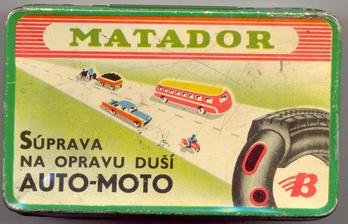 MATADOR
SÚPRAVA
NA OPRAVU DUŠÍ
AUTO-MOTO
B